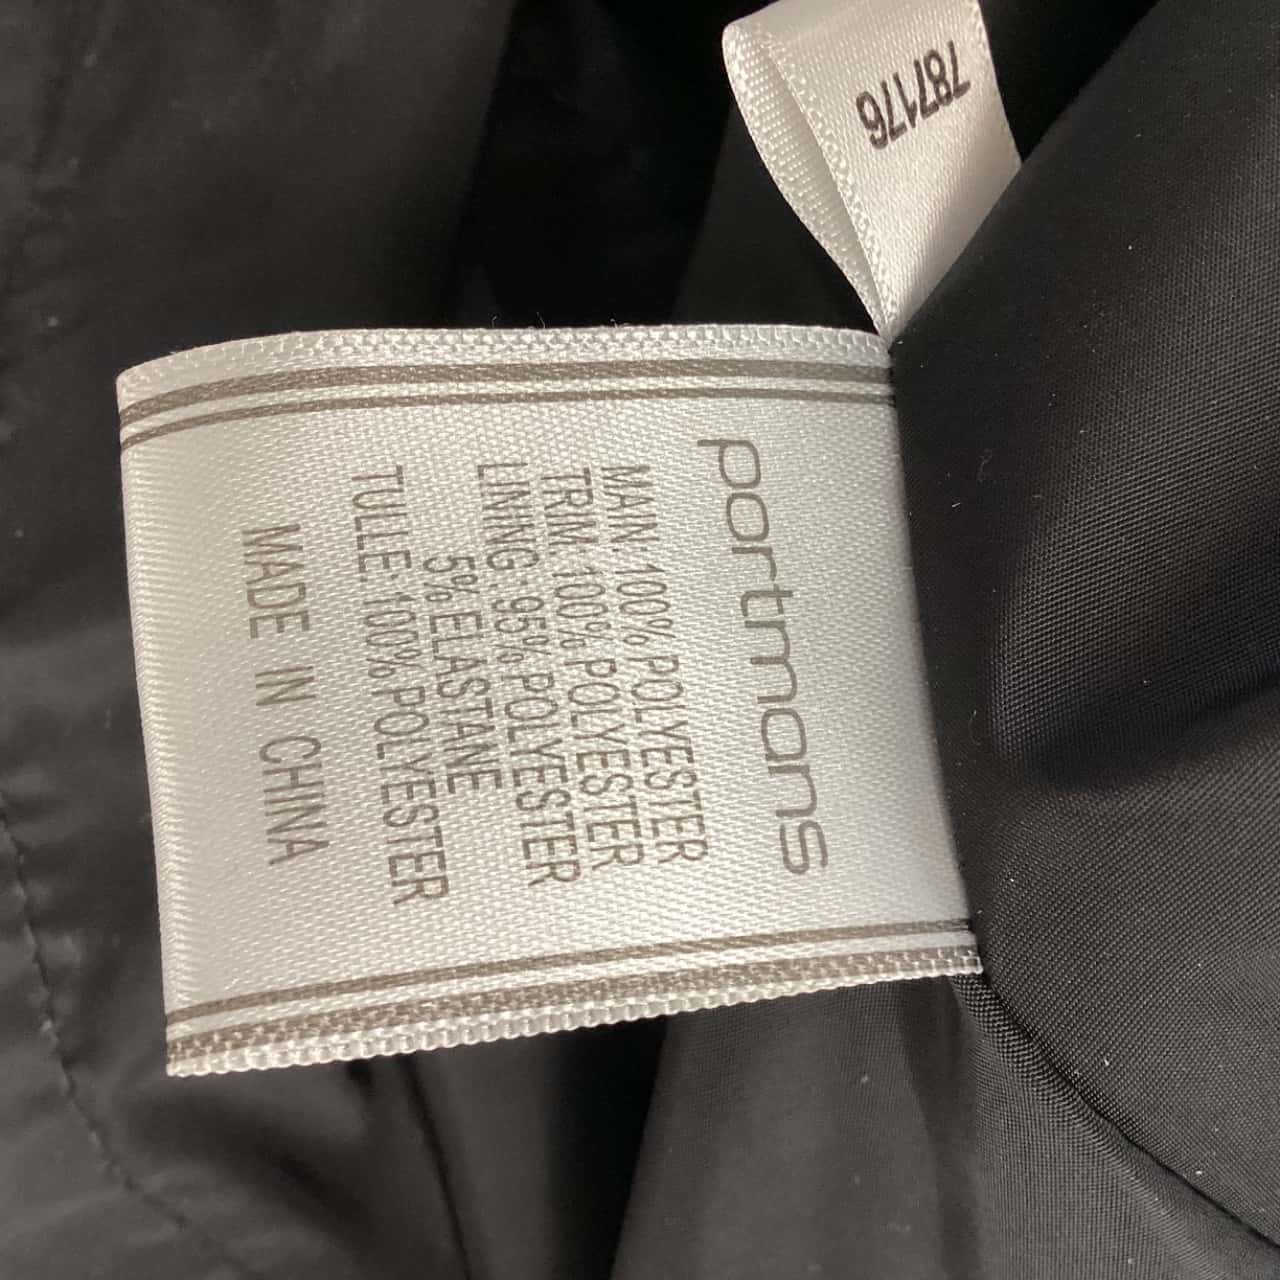 787176
portmans
MAIN: 100% POLYESTER
TRIM: 100% POLYESTER
LINING: 95% POLYESTER
5% ELASTANE
TULLE: 100% POLYESTER
MADE IN CHINA